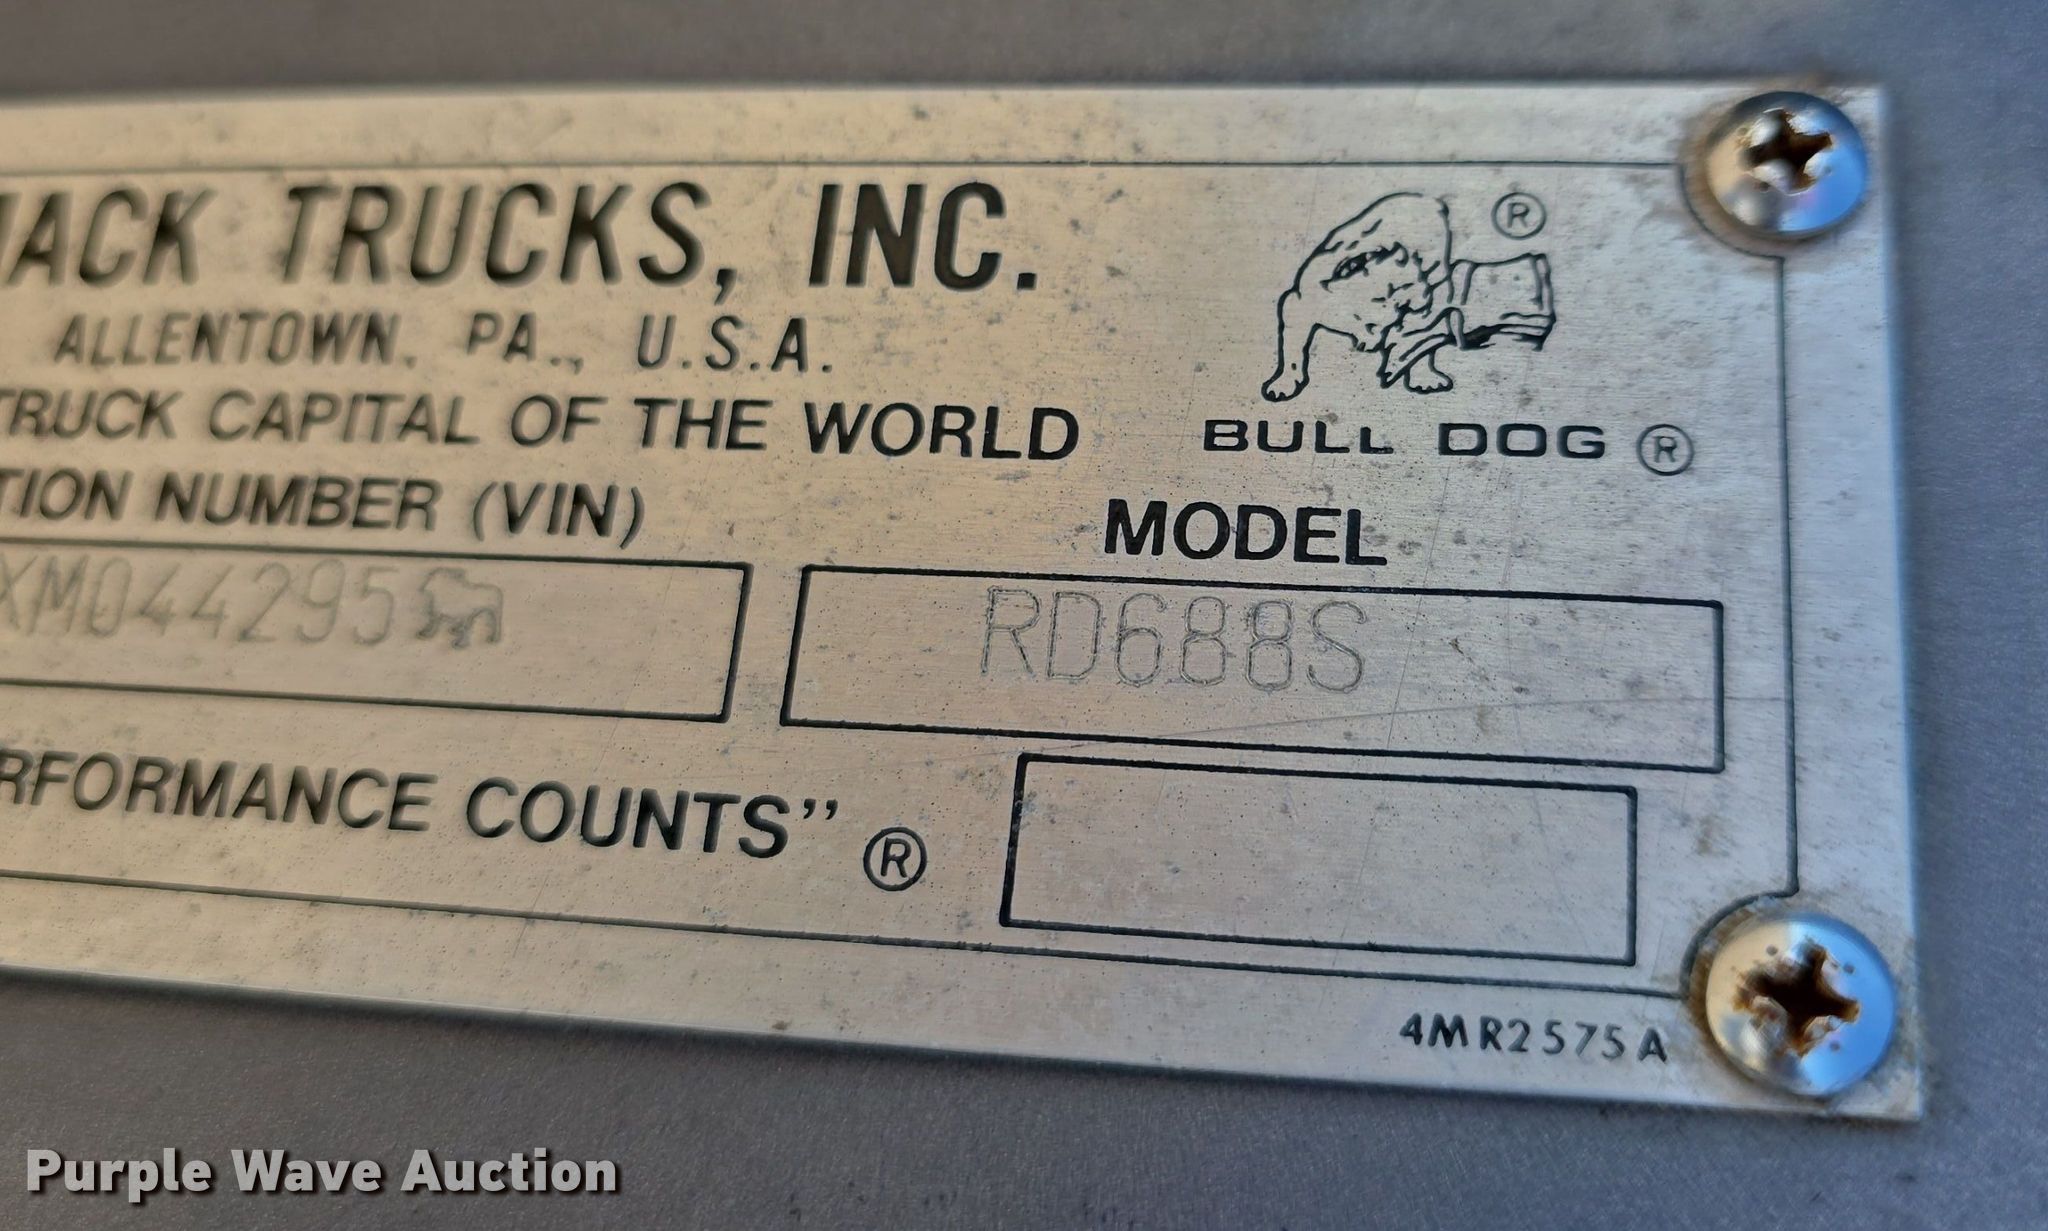 MACK TRUCKS, INC.
®
ALLENTOWN, PA., U.S.A.
TRUCK CAPITAL OF THE WORLD
BULL DOG ®
TION NUMBER (VIN)
MODEL
XM044295
RD688S
RFORMANCE COUNTS" ®
4MR2575A
Purple Wave Auction